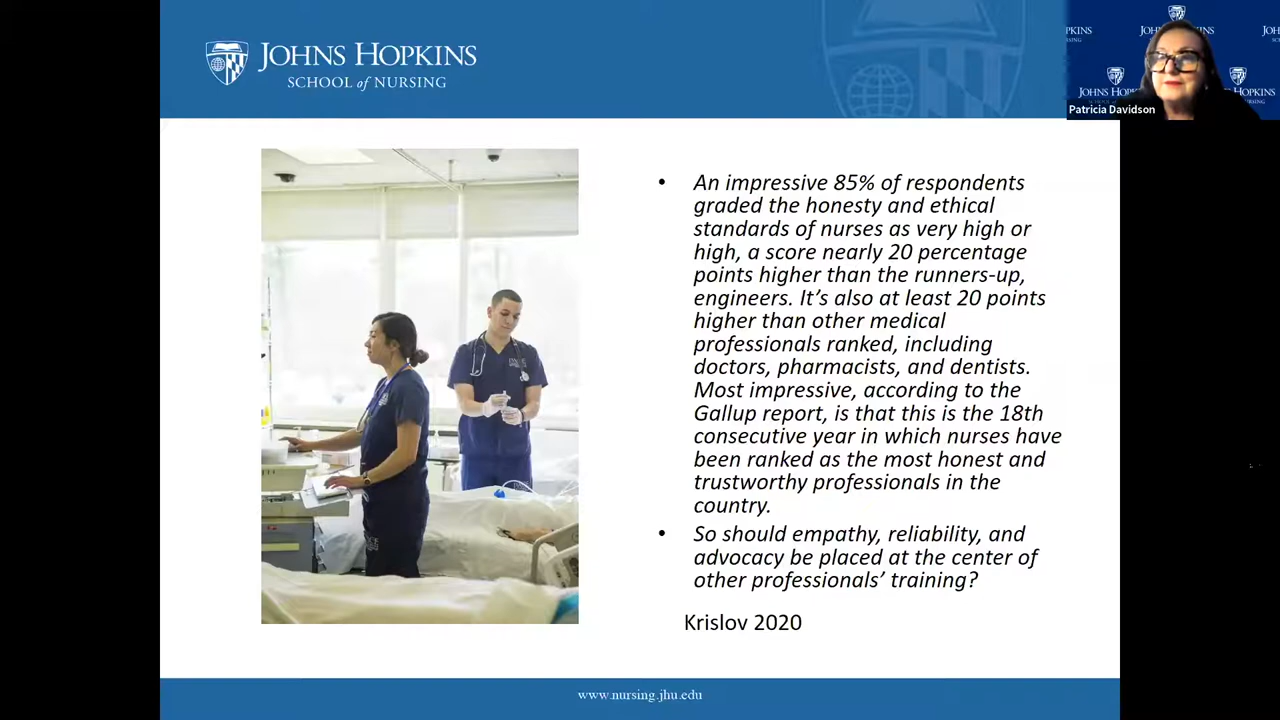 JOHNS HOPKINS
SCHOOL of NURSING
Patricia Davidson
• An impressive 85% of respondents
graded the honesty and ethical
standards of nurses as very high or
high, a score nearly 20 percentage
points higher than the runners-up,
engineers. It’s also at least 20 points
higher than other medical
professionals ranked, including
doctors, pharmacists, and dentists.
Most impressive, according to the
Gallup report, is that this is the 18th
consecutive year in which nurses have
been ranked as the most honest and
trustworthy professionals in the
country.
• So should empathy, reliability, and
advocacy be placed at the center of
other professionals’ training?
Krislov 2020
www.nursing.jhu.edu